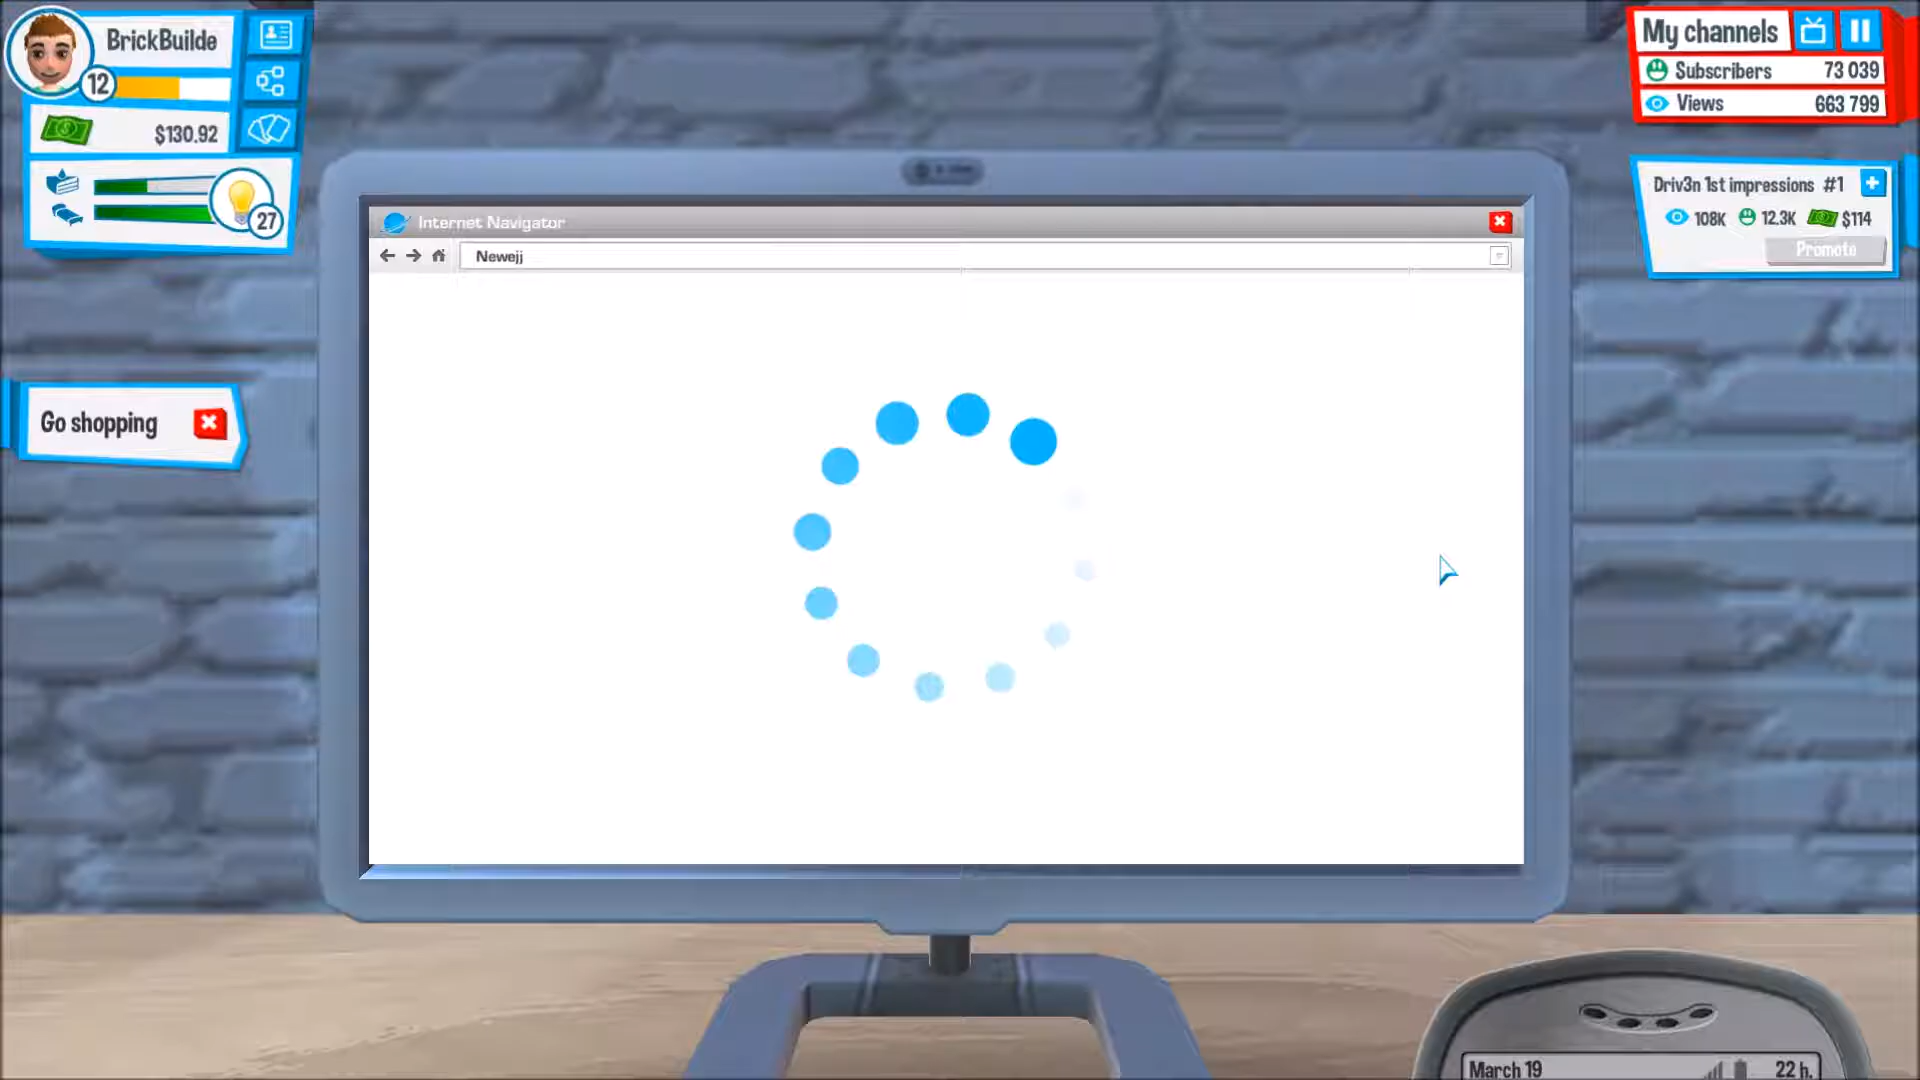 BrickBuilde
12
$130.92
27
Go shopping
Internet Navigator
Newejj
My channels
Subscribers 73 039
Views 663 799
Driv3n 1st impressions #1
108K 12.3K $114
Promote
March 19 22 h.